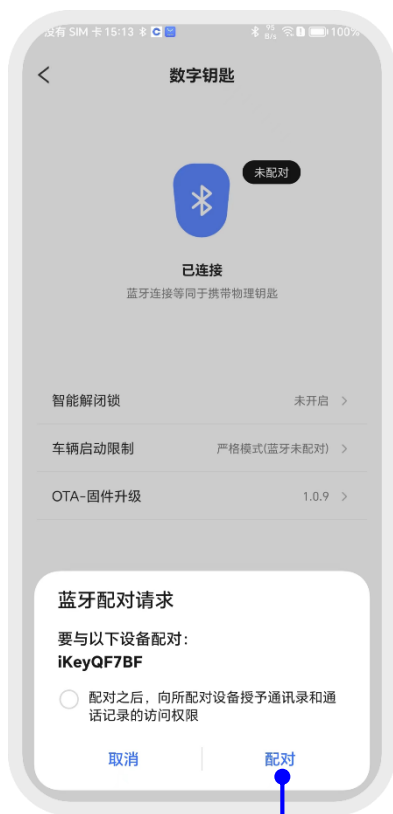 没有 SIM 卡 15:13
100%
数字钥匙
未配对
已连接
蓝牙连接等同于携带物理钥匙
智能解闭锁 未开启
车辆启动限制 严格模式(蓝牙未配对)
OTA-固件升级 1.0.9
蓝牙配对请求
要与以下设备配对:
iKeyQF7BF
配对之后，向所配对设备授予通讯录和通
话记录的访问权限
取消 配对